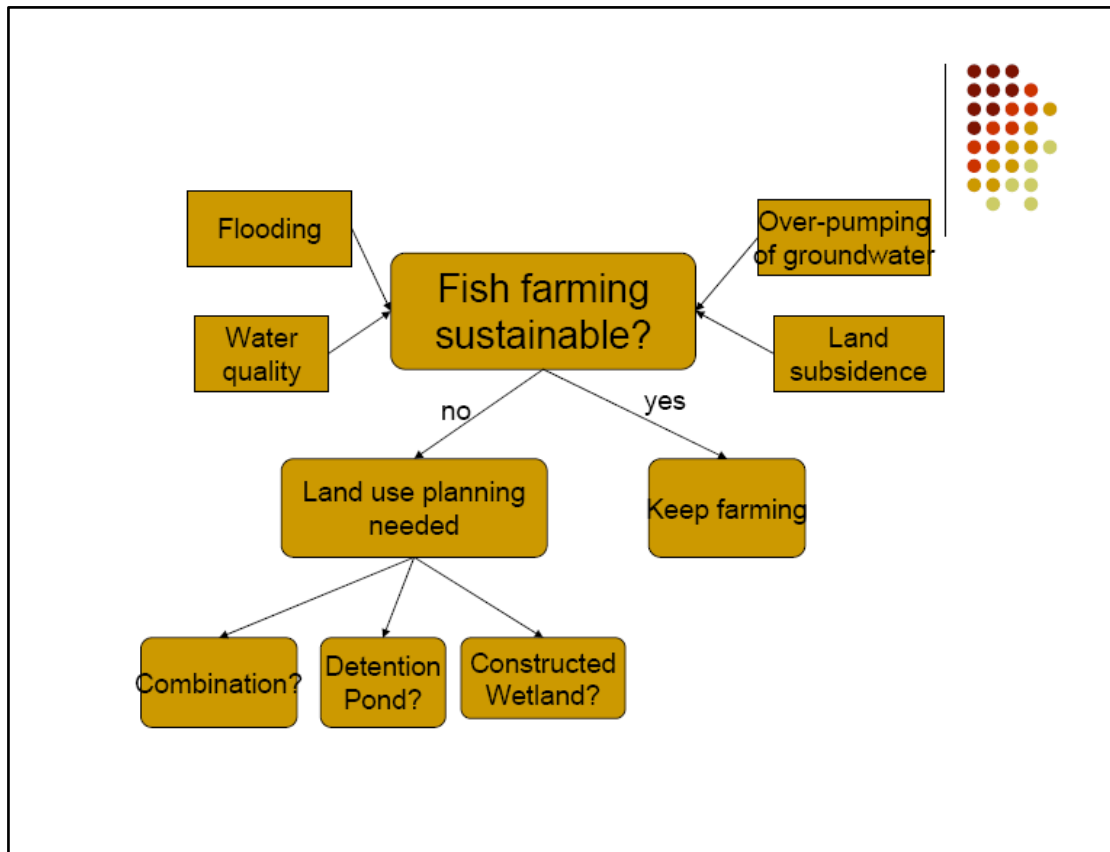 Flooding
Over-pumping
of groundwater
Fish farming
sustainable?
Water
quality
Land
subsidence
no
yes
Land use planning
needed
Keep farming
Combination?
Detention
Pond?
Constructed
Wetland?